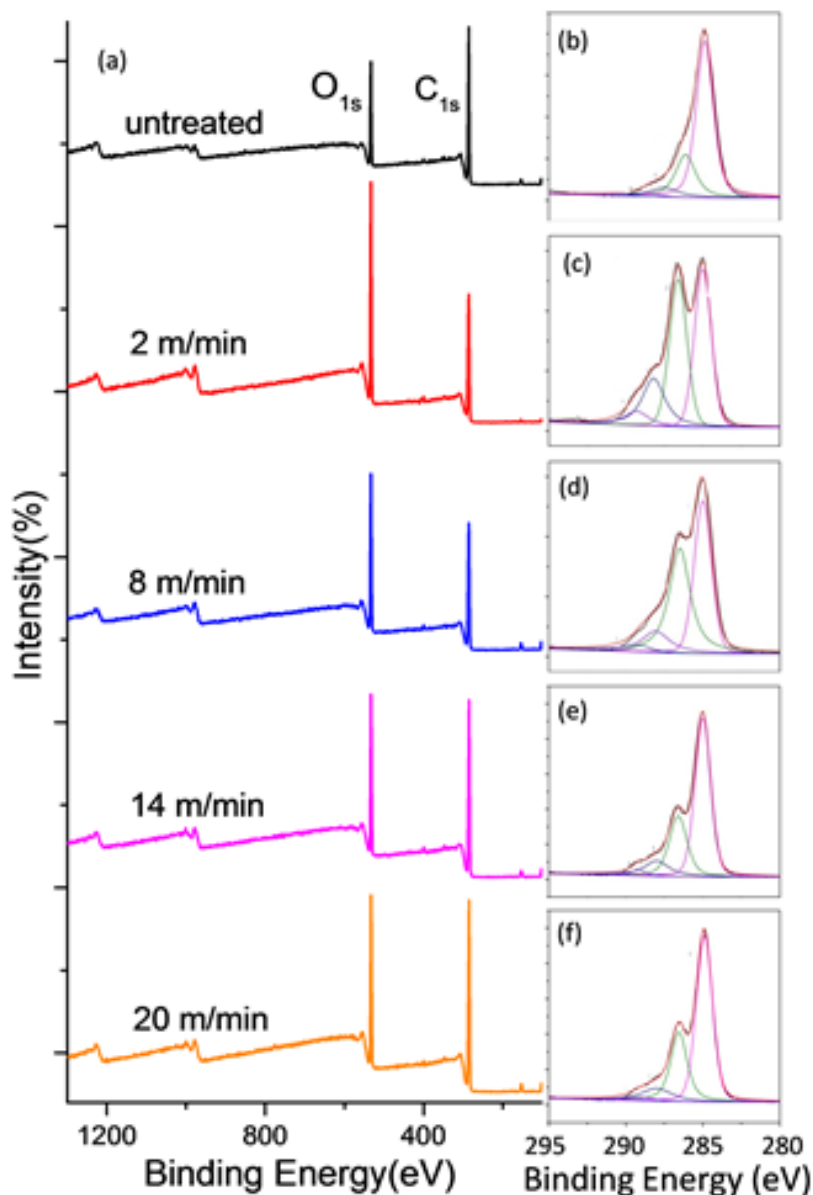 (a)
O1s
C1s
untreated
2 m/min
8 m/min
14 m/min
20 m/min
Intensity(%)
1200 800 400
Binding Energy(eV)
(b)
(c)
(d)
(e)
(f)
295 290 285 280
Binding Energy (eV)